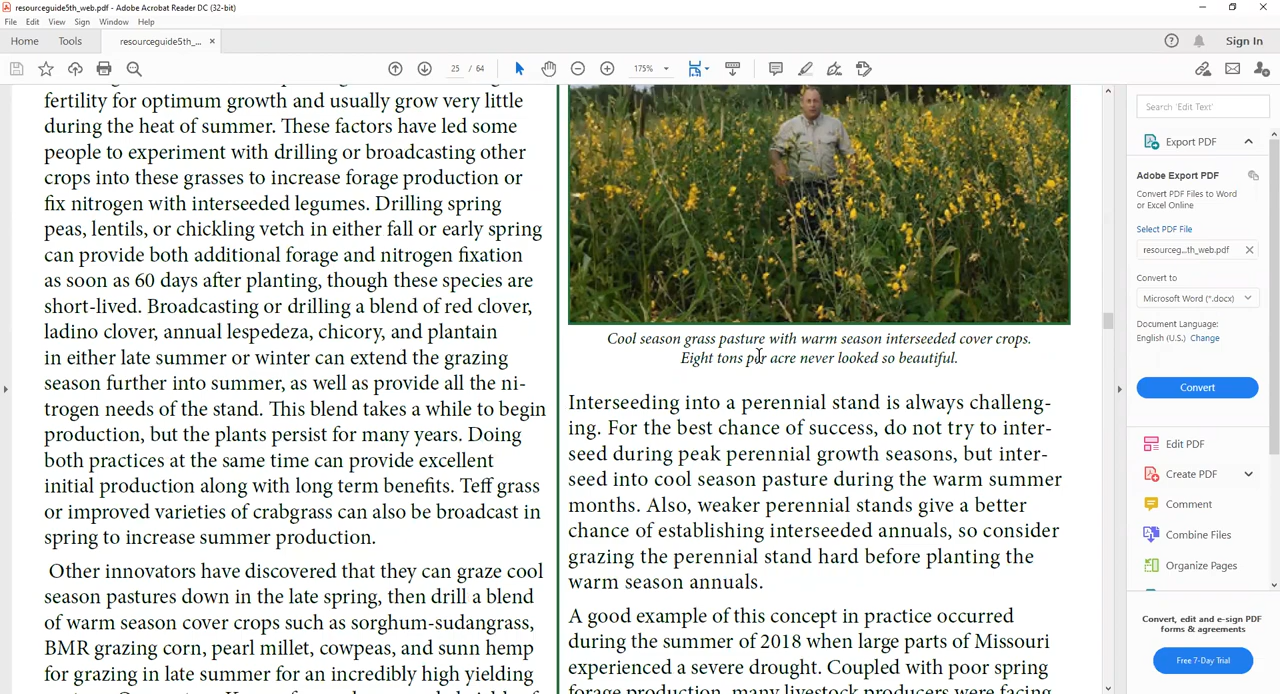 resourceguide5th_web.pdf - Adobe Acrobat Reader DC (32-bit)
File Edit View Sign Window Help
Home Tools resourceguide5th_... × Sign In
25 / 64 175%
fertility for optimum growth and usually grow very little
during the heat of summer. These factors have led some
people to experiment with drilling or broadcasting other
crops into these grasses to increase forage production or
fix nitrogen with interseeded legumes. Drilling spring
peas, lentils, or chickling vetch in either fall or early spring
can provide both additional forage and nitrogen fixation
as soon as 60 days after planting, though these species are
short-lived. Broadcasting or drilling a blend of red clover,
ladino clover, annual lespedeza, chicory, and plantain
in either late summer or winter can extend the grazing
season further into summer, as well as provide all the ni-
trogen needs of the stand. This blend takes a while to begin
production, but the plants persist for many years. Doing
both practices at the same time can provide excellent
initial production along with long term benefits. Teff grass
or improved varieties of crabgrass can also be broadcast in
spring to increase summer production.
Other innovators have discovered that they can graze cool
season pastures down in the late spring, then drill a blend
of warm season cover crops such as sorghum-sudangrass,
BMR grazing corn, pearl millet, cowpeas, and sunn hemp
for grazing in late summer for an incredibly high yielding
Cool season grass pasture with warm season interseeded cover crops.
Eight tons per acre never looked so beautiful.
Interseeding into a perennial stand is always challeng-
ing. For the best chance of success, do not try to inter-
seed during peak perennial growth seasons, but inter-
seed into cool season pasture during the warm summer
months. Also, weaker perennial stands give a better
chance of establishing interseeded annuals, so consider
grazing the perennial stand hard before planting the
warm season annuals.
A good example of this concept in practice occurred
during the summer of 2018 when large parts of Missouri
experienced a severe drought. Coupled with poor spring
forage production, many livestock producers were facing
Search 'Edit Text'
Export PDF
Adobe Export PDF
Convert PDF Files to Word
or Excel Online
Select PDF File
resourceg...th_web.pdf ×
Convert to
Microsoft Word (*.docx)
Document Language:
English (U.S.) Change
Convert
Edit PDF
Create PDF
Comment
Combine Files
Organize Pages
Convert, edit and e-sign PDF
forms & agreements
Free 7-Day Trial